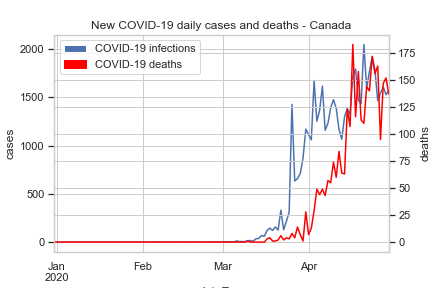 New COVID-19 daily cases and deaths - Canada
COVID-19 infections
COVID-19 deaths
2000
1500
1000
500
0
cases
175
150
125
100
75
50
25
0
deaths
Jan
2020
Feb
Mar
Apr